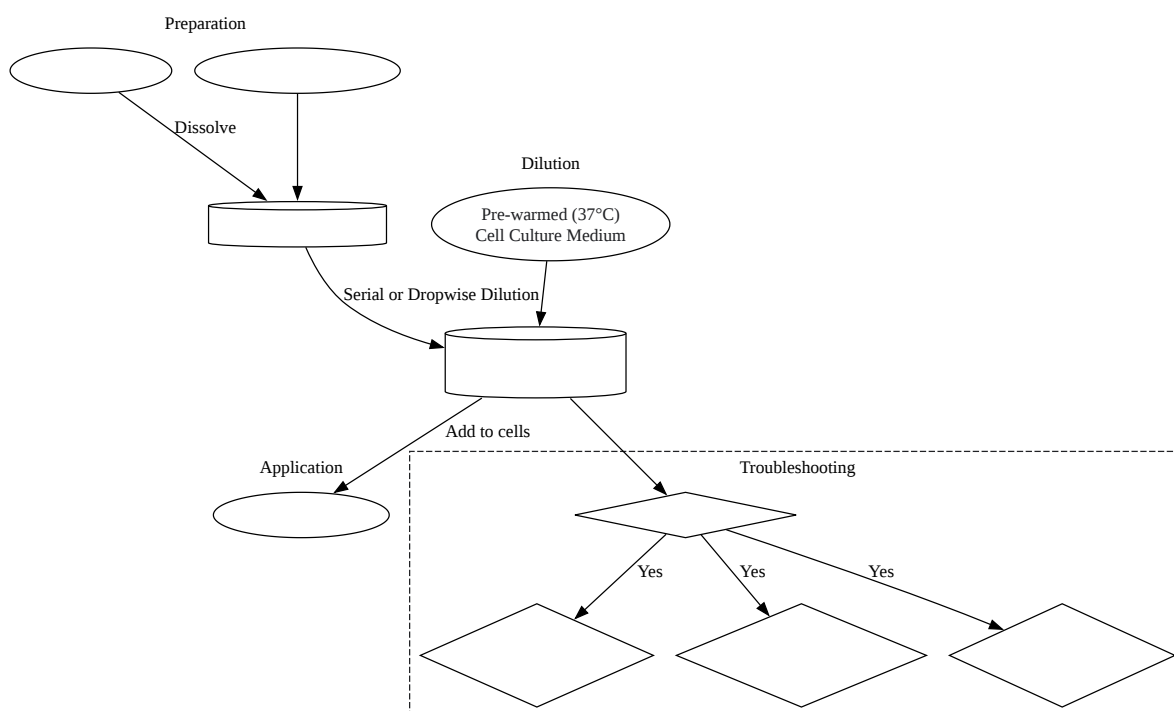 Preparation
Dissolve
Dilution
Pre-warmed (37°C)
Cell Culture Medium
Serial or Dropwise Dilution
Add to cells
Application
Troubleshooting
Yes
Yes
Yes